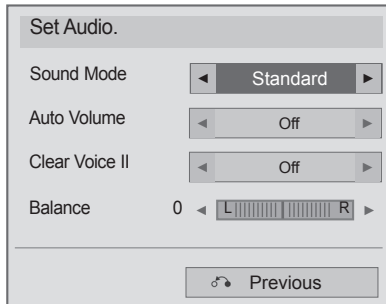 Set Audio.
Sound Mode ◄ Standard ►
Auto Volume ◄ Off ►
Clear Voice II ◄ Off ►
Balance 0 ◄ L R ►
Previous